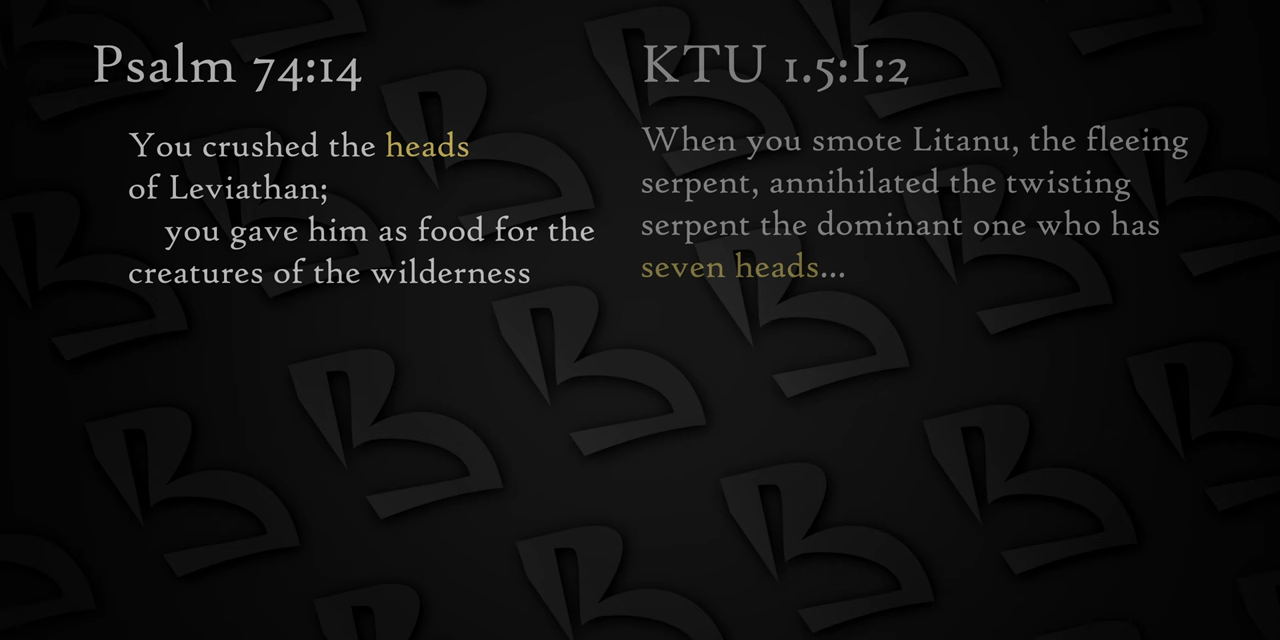 Psalm 74:14
You crushed the heads
of Leviathan;
you gave him as food for the
creatures of the wilderness
KTU 1.5:I:2
When you smote Litanu, the fleeing
serpent, annihilated the twisting
serpent the dominant one who has
seven heads...